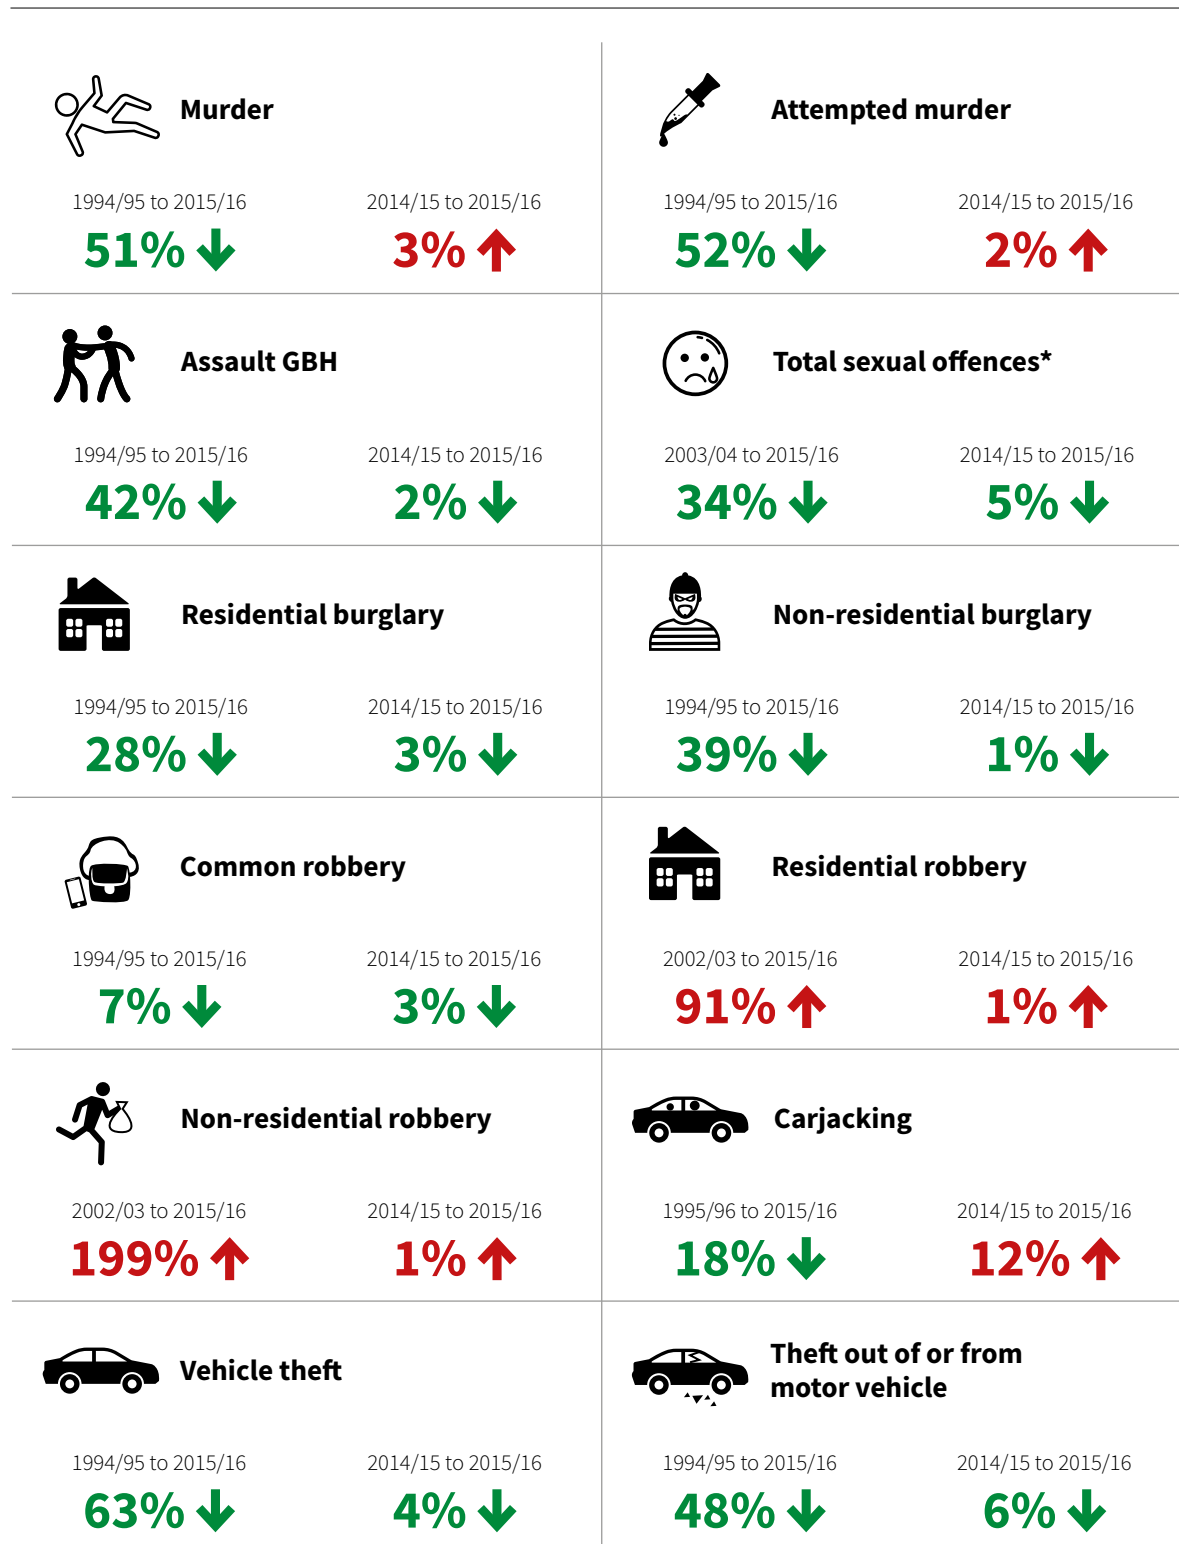 Murder
1994/95 to 2015/16
2014/15 to 2015/16
51%
3%
Attempted murder
1994/95 to 2015/16
2014/15 to 2015/16
52%
2%
Assault GBH
1994/95 to 2015/16
2014/15 to 2015/16
42%
2%
Total sexual offences*
2003/04 to 2015/16
2014/15 to 2015/16
34%
5%
Residential burglary
1994/95 to 2015/16
2014/15 to 2015/16
28%
3%
Non-residential burglary
1994/95 to 2015/16
2014/15 to 2015/16
39%
1%
Common robbery
1994/95 to 2015/16
2014/15 to 2015/16
7%
3%
Residential robbery
2002/03 to 2015/16
2014/15 to 2015/16
91%
1%
Non-residential robbery
2002/03 to 2015/16
2014/15 to 2015/16
199%
1%
Carjacking
1995/96 to 2015/16
2014/15 to 2015/16
18%
12%
Vehicle theft
1994/95 to 2015/16
2014/15 to 2015/16
63%
4%
Theft out of or from
motor vehicle
1994/95 to 2015/16
2014/15 to 2015/16
48%
6%